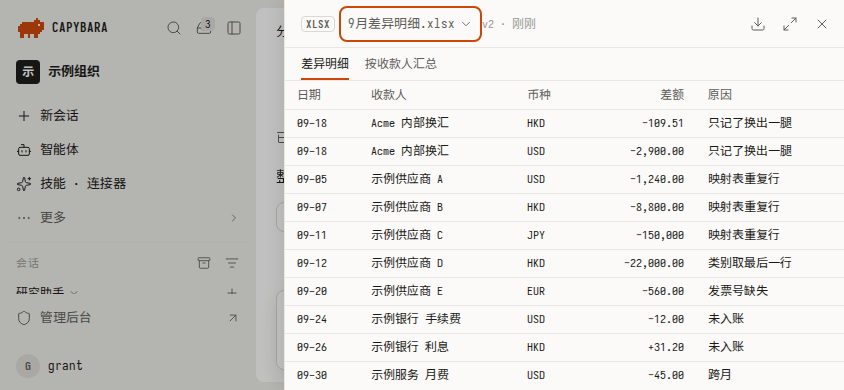 CAPYBARA
3
示 示例组织
新会话
智能体
技能 · 连接器
更多
会话
研究助手
管理后台
G grant
XLSX 9月差异明细.xlsx v2 · 刚刚
差异明细 按收款人汇总
日期 收款人 币种 差额 原因
09-18 Acme 内部换汇 HKD -109.51 只记了换出一腿
09-18 Acme 内部换汇 USD -2,900.00 只记了换出一腿
09-05 示例供应商 A USD -1,240.00 映射表重复行
09-07 示例供应商 B HKD -8,800.00 映射表重复行
09-11 示例供应商 C JPY -150,000 映射表重复行
09-12 示例供应商 D HKD -22,000.00 类别取最后一行
09-20 示例供应商 E EUR -560.00 发票号缺失
09-24 示例银行 手续费 USD -12.00 未入账
09-26 示例银行 利息 HKD +31.20 未入账
09-30 示例服务 月费 USD -45.00 跨月